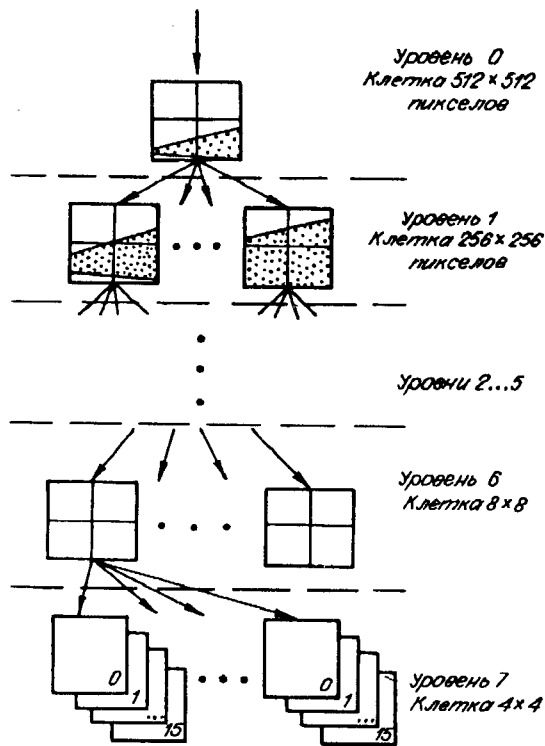 Уровень 0
Клетка 512 × 512
пикселов
Уровень 1
Клетка 256 × 256
пикселов
Уровни 2...5
Уровень 6
Клетка 8 × 8
0
1
...
15
0
1
...
15
Уровень 7
Клетка 4 × 4